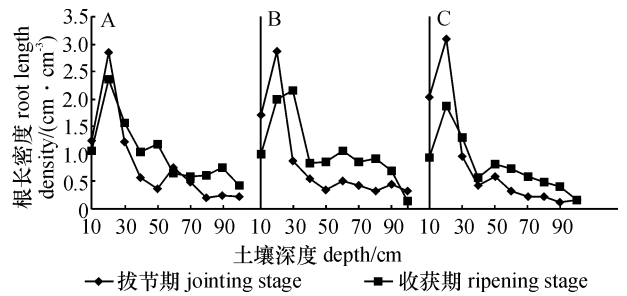 A B C
根长密度 root length
density/(cm·cm⁻³)
3.5
3.0
2.5
2.0
1.5
1.0
0.5
0
10 30 50 70 90 10 30 50 70 90 10 30 50 70 90
土壤深度 depth/cm
拔节期 jointing stage 收获期 ripening stage